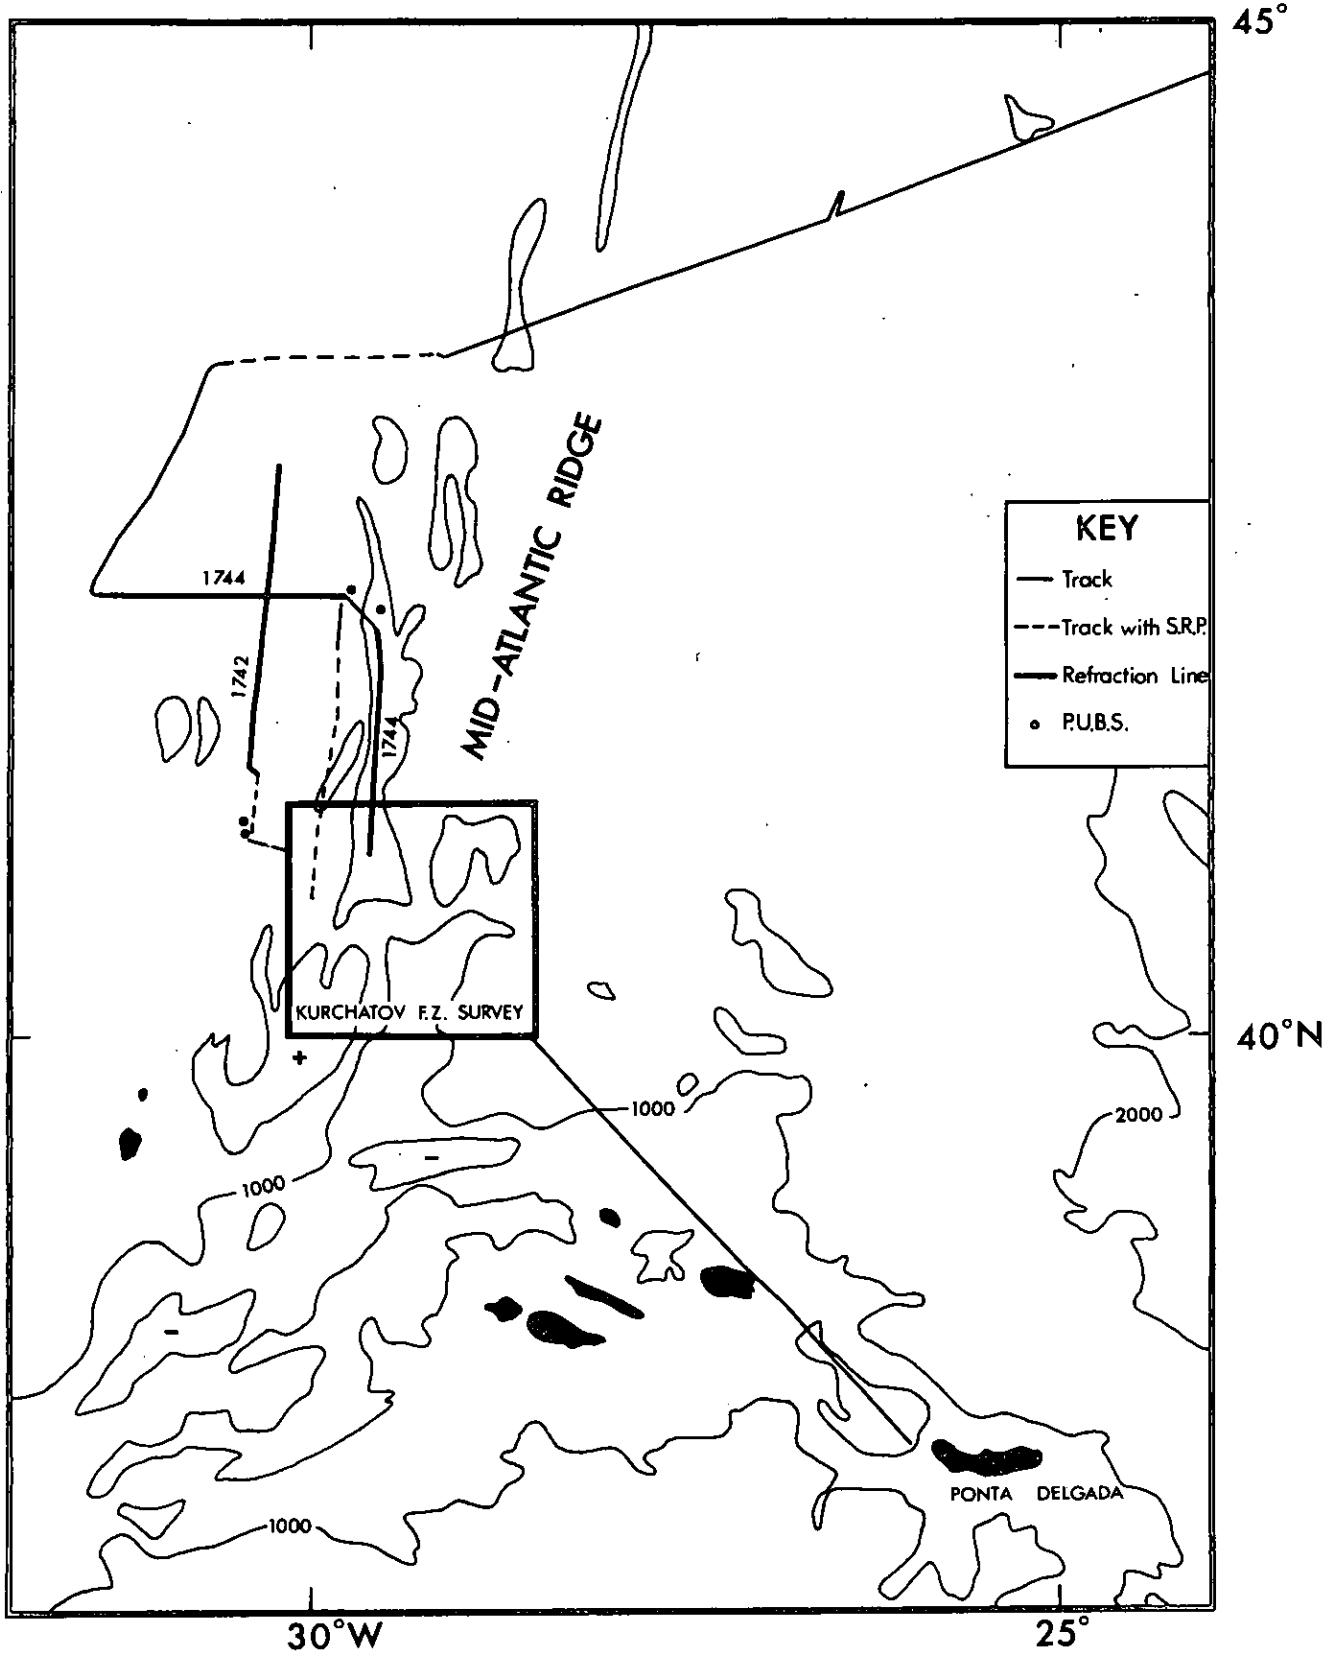 45°
MID-ATLANTIC RIDGE
KEY
Track
Track with S.R.P.
Refraction Line
P.U.B.S.
1744
1742
1744
KURCHATOV F.Z. SURVEY
40°N
1000
2000
1000
PONTA DELGADA
1000
30°W
25°